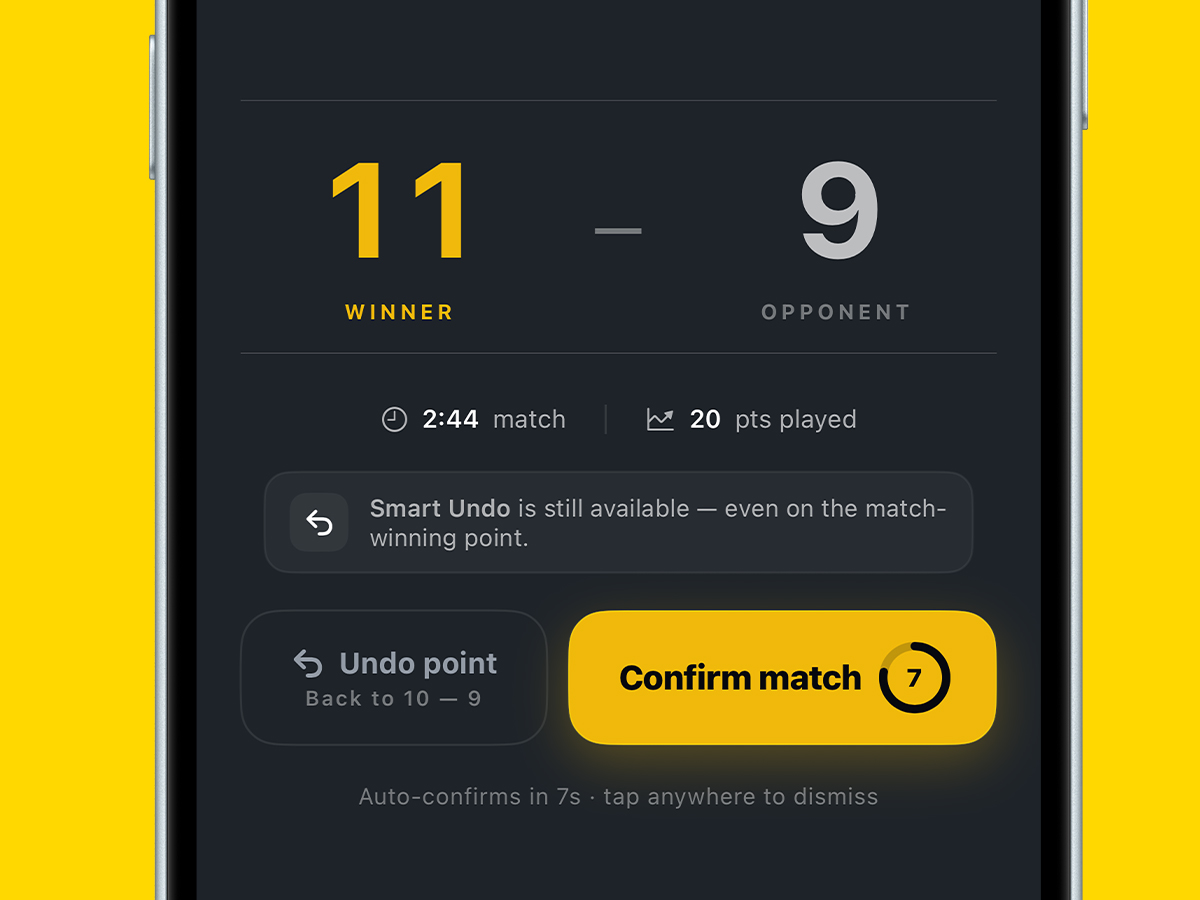 11 — 9
WINNER OPPONENT
2:44 match 20 pts played
Smart Undo is still available — even on the match-
winning point.
Undo point
Back to 10 — 9
Confirm match 7
Auto-confirms in 7s · tap anywhere to dismiss